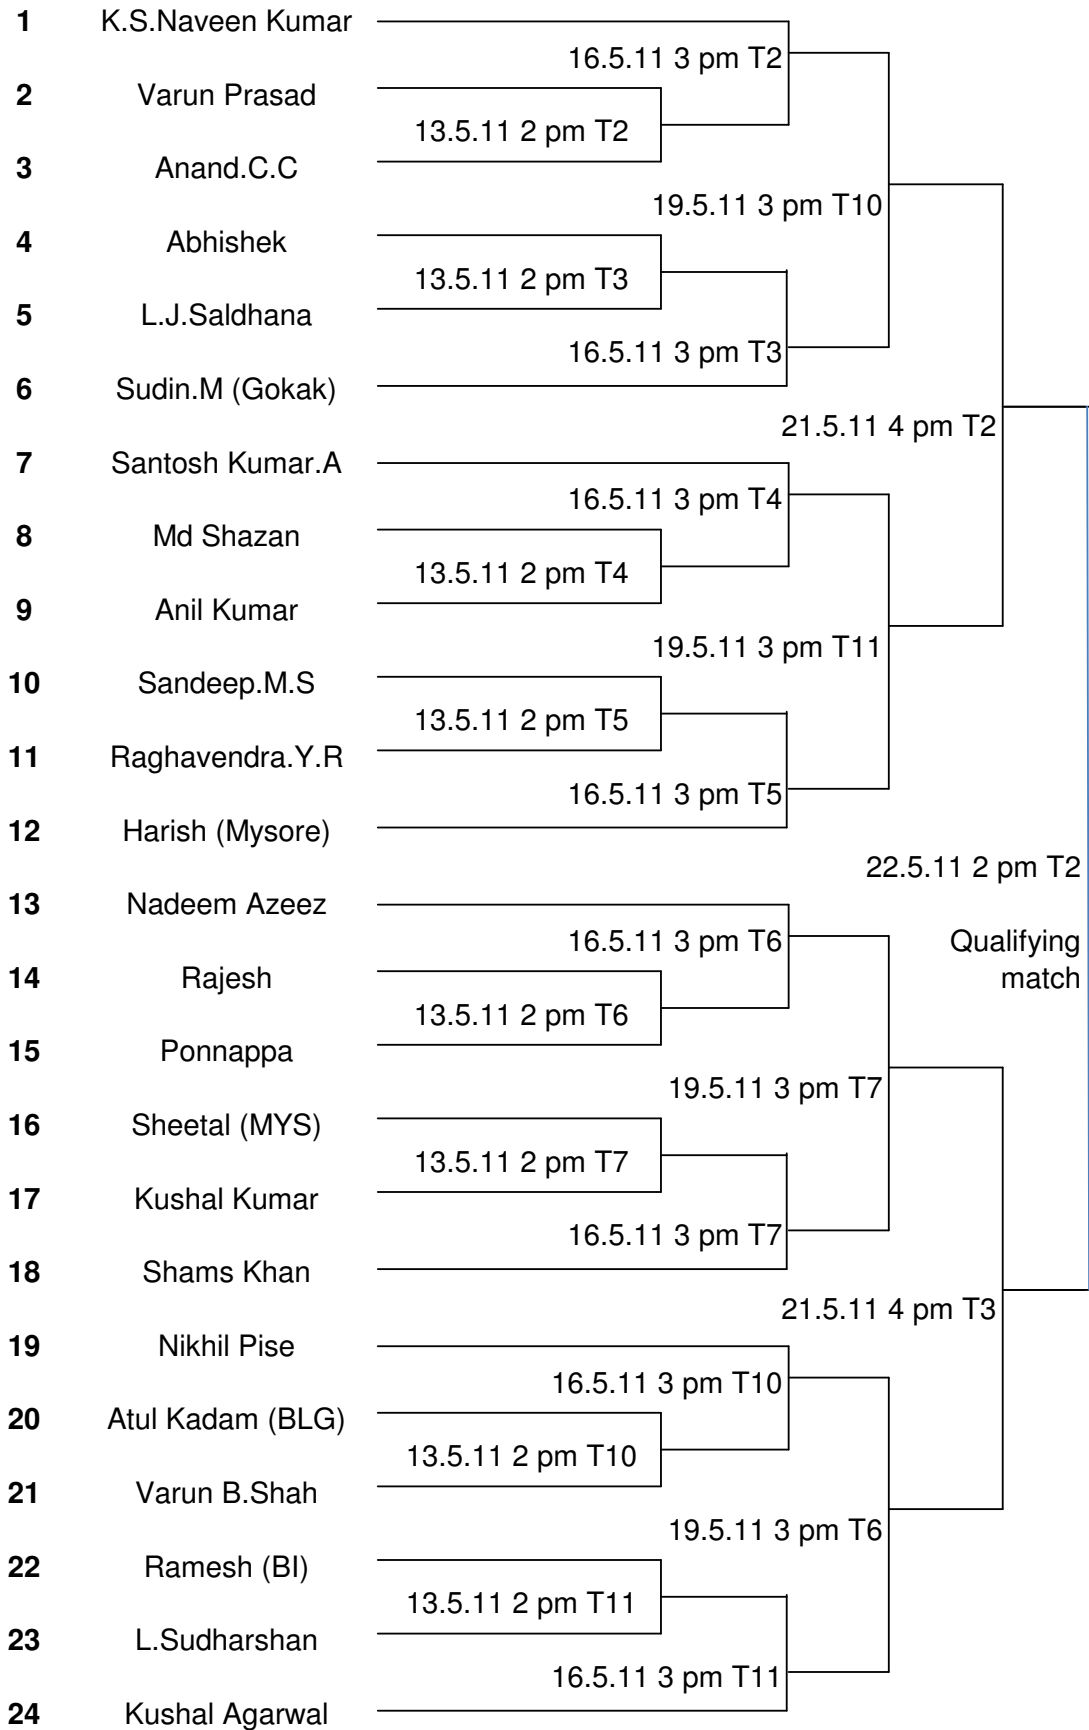 1 K.S.Naveen Kumar
16.5.11 3 pm T2
2 Varun Prasad
13.5.11 2 pm T2
3 Anand.C.C
19.5.11 3 pm T10
4 Abhishek
13.5.11 2 pm T3
5 L.J.Saldhana
16.5.11 3 pm T3
6 Sudin.M (Gokak)
21.5.11 4 pm T2
7 Santosh Kumar.A
16.5.11 3 pm T4
8 Md Shazan
13.5.11 2 pm T4
9 Anil Kumar
19.5.11 3 pm T11
10 Sandeep.M.S
13.5.11 2 pm T5
11 Raghavendra.Y.R
16.5.11 3 pm T5
12 Harish (Mysore)
22.5.11 2 pm T2
13 Nadeem Azeez
16.5.11 3 pm T6
Qualifying
match
14 Rajesh
13.5.11 2 pm T6
15 Ponnappa
19.5.11 3 pm T7
16 Sheetal (MYS)
13.5.11 2 pm T7
17 Kushal Kumar
16.5.11 3 pm T7
18 Shams Khan
21.5.11 4 pm T3
19 Nikhil Pise
16.5.11 3 pm T10
20 Atul Kadam (BLG)
13.5.11 2 pm T10
21 Varun B.Shah
19.5.11 3 pm T6
22 Ramesh (BI)
13.5.11 2 pm T11
23 L.Sudharshan
16.5.11 3 pm T11
24 Kushal Agarwal